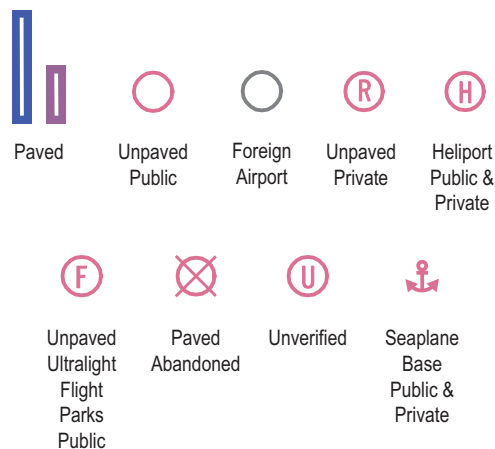 R
H
Paved
Unpaved
Public
Foreign
Airport
Unpaved
Private
Heliport
Public &
Private
F
U
Unpaved
Ultralight
Flight
Parks
Public
Paved
Abandoned
Unverified
Seaplane
Base
Public &
Private